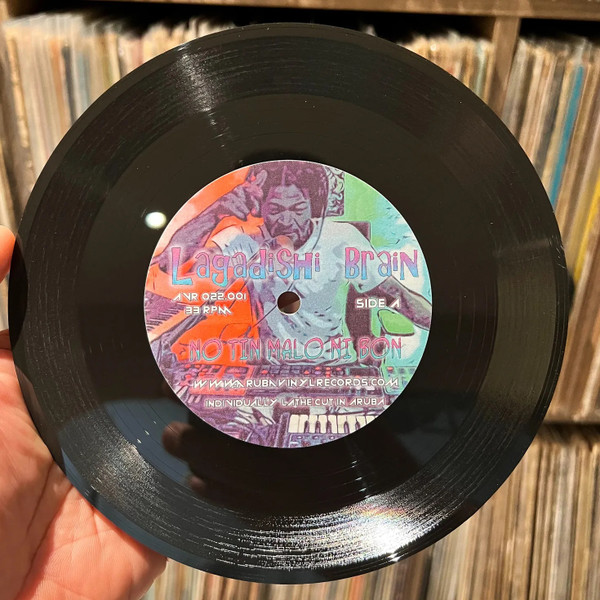 Lagadishi Brain
AVR 022.001
33 RPM
SIDE A
NO TIN MALO NI BON
WWW.ARUBAVINYLRECORDS.COM
INDIVIDUALLY LATHE CUT IN ARUBA